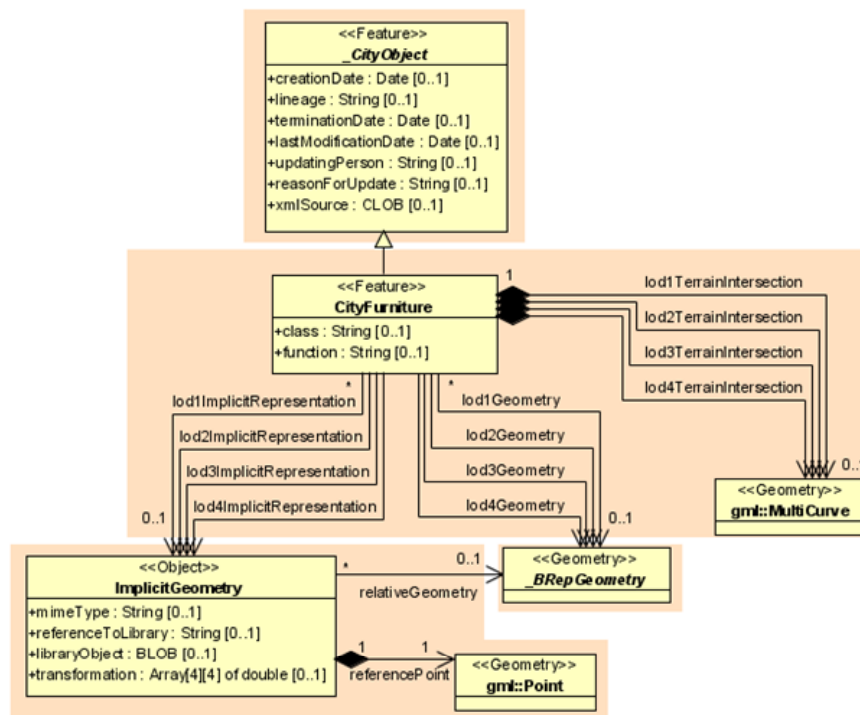 <<Feature>>
_CityObject
+creationDate : Date [0..1]
+lineage : String [0..1]
+terminationDate : Date [0..1]
+lastModificationDate : Date [0..1]
+updatingPerson : String [0..1]
+reasonForUpdate : String [0..1]
+xmlSource : CLOB [0..1]
<<Feature>>
CityFurniture
+class : String [0..1]
+function : String [0..1]
1
lod1TerrainIntersection
lod2TerrainIntersection
lod3TerrainIntersection
lod4TerrainIntersection
0..1
<<Geometry>>
gml::MultiCurve
*
lod1ImplicitRepresentation
lod2ImplicitRepresentation
lod3ImplicitRepresentation
lod4ImplicitRepresentation
0..1
*
lod1Geometry
lod2Geometry
lod3Geometry
lod4Geometry
0..1
<<Object>>
ImplicitGeometry
+mimeType : String [0..1]
+referenceToLibrary : String [0..1]
+libraryObject : BLOB [0..1]
+transformation : Array[4][4] of double [0..1]
*
0..1
relativeGeometry
<<Geometry>>
_BRepGeometry
1
1
referencePoint
<<Geometry>>
gml::Point